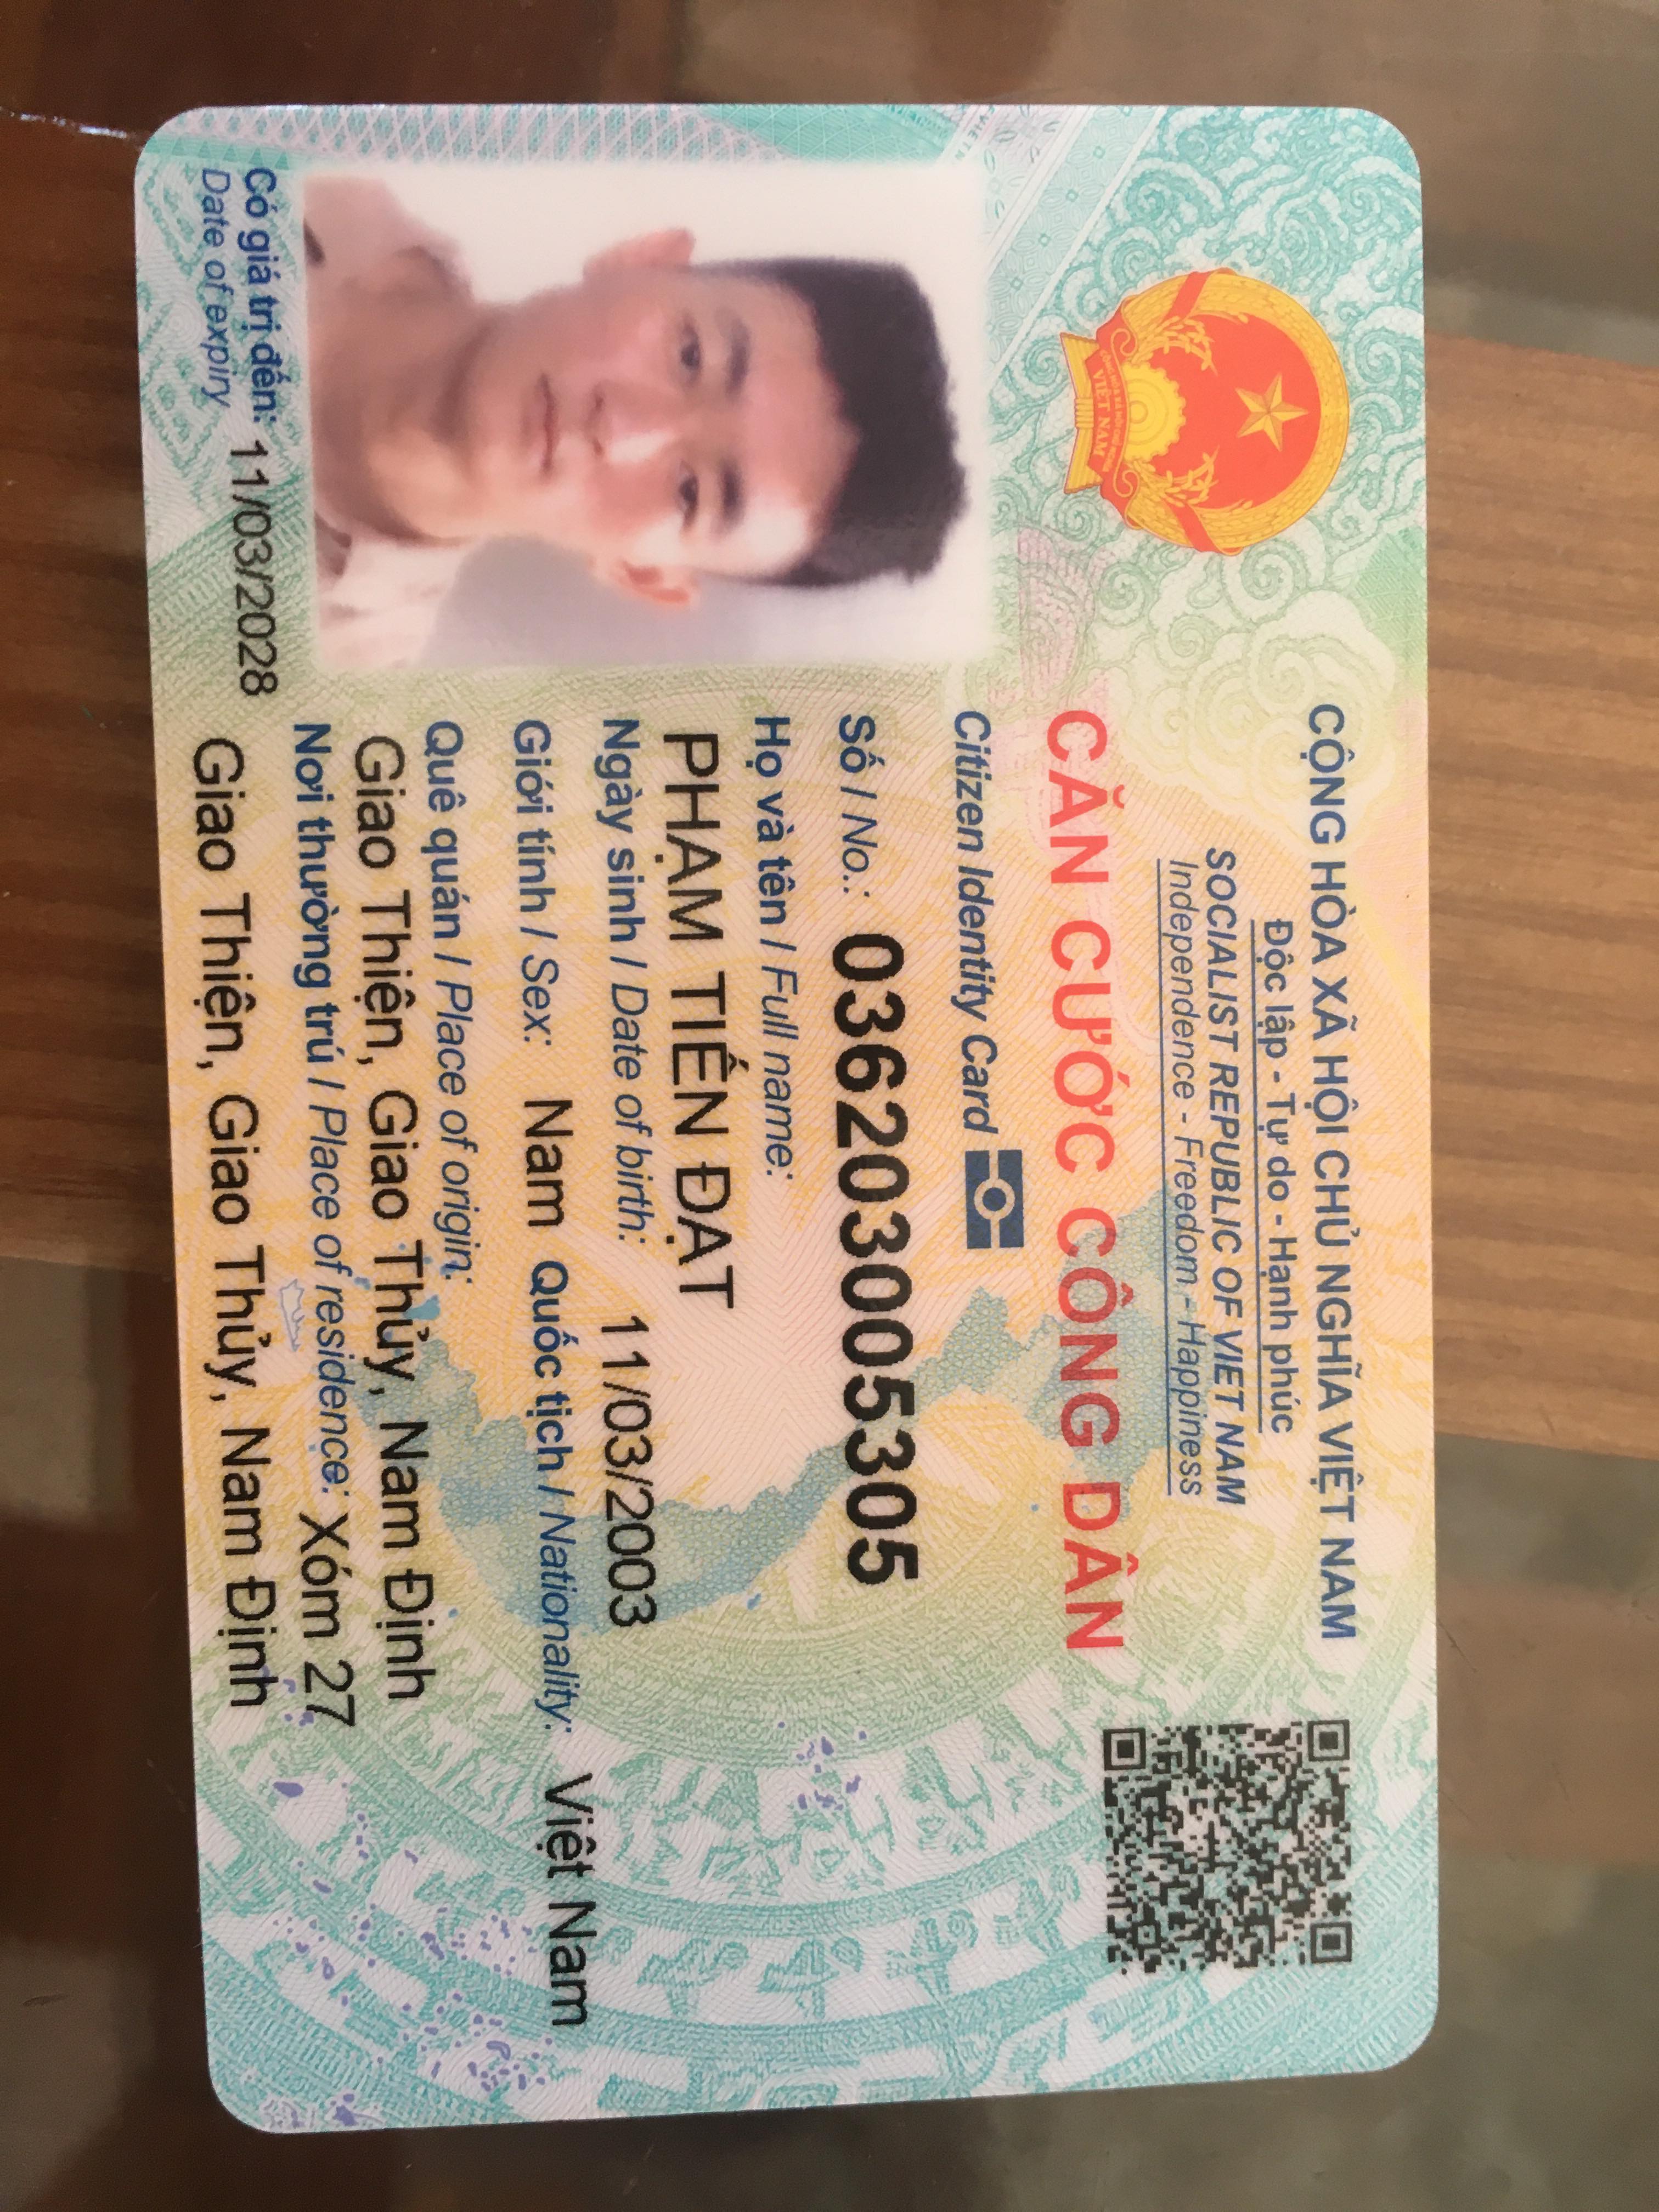 CỘNG HÒA XÃ HỘI CHỦ NGHĨA VIỆT NAM
Độc lập - Tự do - Hạnh phúc
SOCIALIST REPUBLIC OF VIET NAM
Independence - Freedom - Happiness
CĂN CƯỚC CÔNG DÂN
Citizen Identity Card
Số / No.: 036203005305
Họ và tên / Full name:
PHẠM TIẾN ĐẠT
Ngày sinh / Date of birth: 11/03/2003
Giới tính / Sex: Nam Quốc tịch / Nationality: Việt Nam
Quê quán / Place of origin:
Giao Thiện, Giao Thủy, Nam Định
Nơi thường trú / Place of residence: Xóm 27
Giao Thiện, Giao Thủy, Nam Định
Có giá trị đến: 11/03/2028
Date of expiry
VIỆT NAM